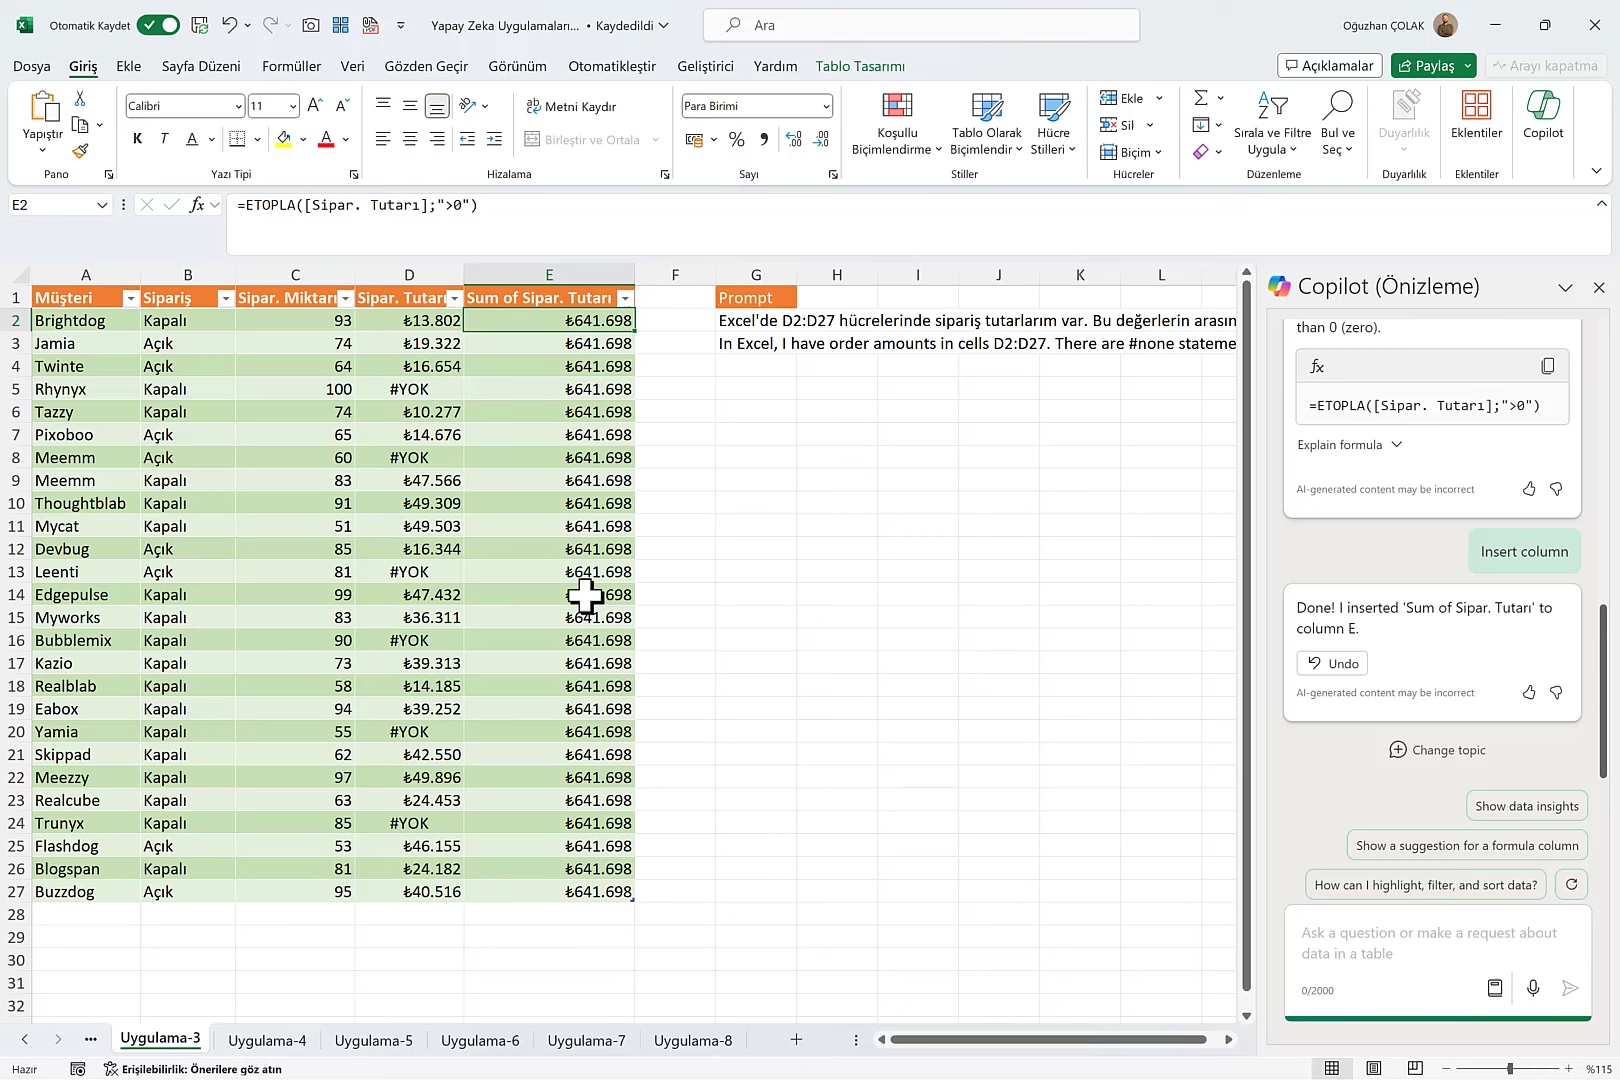 Otomatik Kaydet
Yapay Zeka Uygulamaları... • Kaydedildi
Ara
Oğuzhan ÇOLAK
Dosya Giriş Ekle Sayfa Düzeni Formüller Veri Gözden Geçir Görünüm Otomatikleştir Geliştirici Yardım Tablo Tasarımı
Açıklamalar Paylaş Arayı kapatma
Yapıştır
Calibri 11
K T A
Metni Kaydır
Birleştir ve Ortala
Para Birimi
Koşullu Biçimlendirme
Tablo Olarak Biçimlendir
Hücre Stilleri
Ekle
Sil
Biçim
Sırala ve Filtre Uygula
Bul ve Seç
Duyarlılık
Eklentiler
Copilot
Pano Yazı Tipi Hizalama Sayı Stiller Hücreler Düzenleme Duyarlılık Eklentiler
E2 fx =ETOPLA([Sipar. Tutarı];">0")
A B C D E F G H I J K L
1 Müşteri Sipariş Sipar. Miktarı Sipar. Tutarı Sum of Sipar. Tutarı Prompt
2 Brightdog Kapalı 93 ₺13.802 ₺641.698 Excel'de D2:D27 hücrelerinde sipariş tutarlarım var. Bu değerlerin arasın
3 Jamia Açık 74 ₺19.322 ₺641.698 In Excel, I have order amounts in cells D2:D27. There are #none stateme
4 Twinte Açık 65 ₺16.654 ₺641.698
5 Rhynyx Kapalı 100 #YOK ₺641.698
6 Tazzy Kapalı 74 ₺10.277 ₺641.698
7 Pixoboo Açık 65 ₺14.676 ₺641.698
8 Meemm Açık 60 #YOK ₺641.698
9 Meemm Kapalı 83 ₺47.566 ₺641.698
10 Thoughtblab Kapalı 91 ₺49.309 ₺641.698
11 Mycat Kapalı 51 ₺49.503 ₺641.698
12 Devbug Açık 85 ₺16.344 ₺641.698
13 Leenti Açık 81 #YOK ₺641.698
14 Edgepulse Kapalı 99 ₺47.432 698
15 Myworks Kapalı 83 ₺36.311 ₺641.698
16 Bubblemix Kapalı 90 #YOK ₺641.698
17 Kazio Kapalı 73 ₺39.313 ₺641.698
18 Realblab Kapalı 58 ₺14.185 ₺641.698
19 Eabox Kapalı 94 ₺39.252 ₺641.698
20 Yamia Kapalı 55 #YOK ₺641.698
21 Skippad Kapalı 62 ₺42.550 ₺641.698
22 Meezzy Kapalı 97 ₺49.896 ₺641.698
23 Realcube Kapalı 63 ₺24.453 ₺641.698
24 Trunyx Kapalı 85 #YOK ₺641.698
25 Flashdog Açık 53 ₺46.155 ₺641.698
26 Blogspan Kapalı 81 ₺24.182 ₺641.698
27 Buzzdog Açık 95 ₺40.516 ₺641.698
28
29
30
31
32
Copilot (Önizleme)
than 0 (zero).
fx
=ETOPLA([Sipar. Tutarı];">0")
Explain formula
AI-generated content may be incorrect
Insert column
Done! I inserted 'Sum of Sipar. Tutarı' to
column E.
Undo
AI-generated content may be incorrect
Change topic
Show data insights
Show a suggestion for a formula column
How can I highlight, filter, and sort data?
Ask a question or make a request about
data in a table
0/2000
Uygulama-3 Uygulama-4 Uygulama-5 Uygulama-6 Uygulama-7 Uygulama-8
Hazır Erişilebilirlik: Önerilere göz atın %115